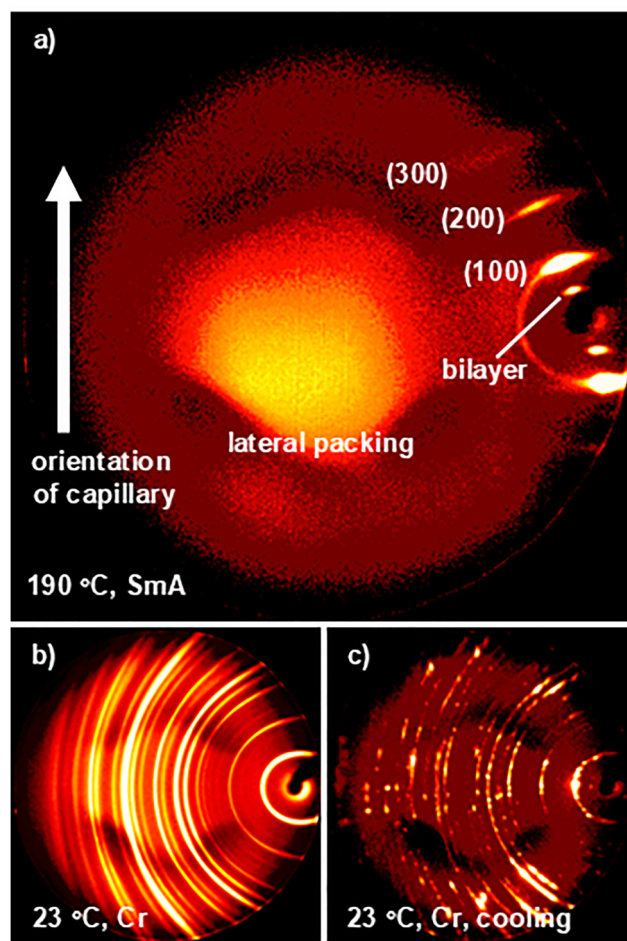 a)
(300)
(200)
(100)
bilayer
lateral packing
orientation
of capillary
190 °C, SmA
b)
23 °C, Cr
c)
23 °C, Cr, cooling